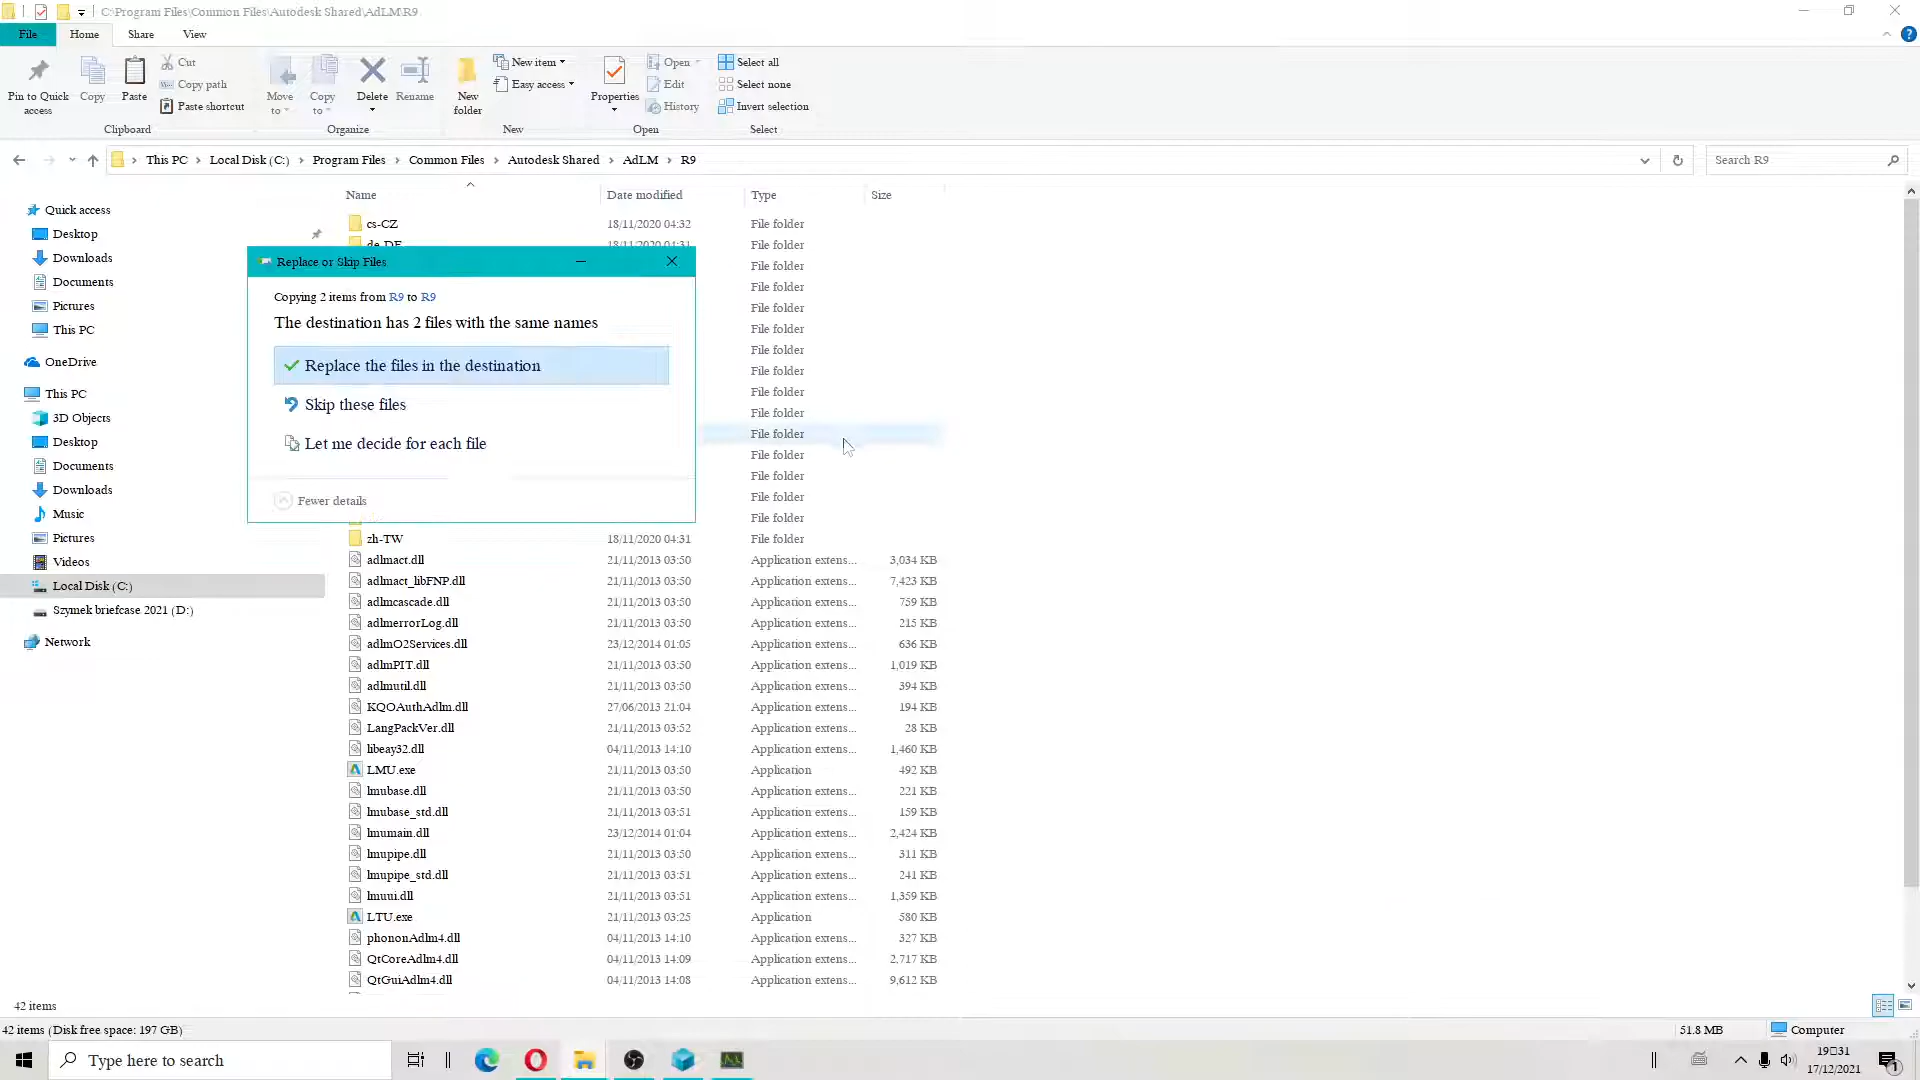 C:\Program Files\Common Files\Autodesk Shared\AdLM\R9
File Home Share View
Pin to Quick access
Copy
Paste
Cut
Copy path
Paste shortcut
Clipboard
Move to
Copy to
Delete
Rename
Organize
New folder
New item
Easy access
New
Properties
Open
Edit
History
Open
Select all
Select none
Invert selection
Select
This PC > Local Disk (C:) > Program Files > Common Files > Autodesk Shared > AdLM > R9
Search R9
Name Date modified Type Size
Quick access
Desktop
Downloads
Documents
Pictures
This PC
OneDrive
This PC
3D Objects
Desktop
Documents
Downloads
Music
Pictures
Videos
Local Disk (C:)
Szymek briefcase 2021 (D:)
Network
cs-CZ 18/11/2020 04:32 File folder
de-DE 18/11/2020 04:31 File folder
File folder
File folder
File folder
File folder
File folder
File folder
File folder
File folder
File folder
File folder
File folder
File folder
File folder
Replace or Skip Files
Copying 2 items from R9 to R9
The destination has 2 files with the same names
Replace the files in the destination
Skip these files
Let me decide for each file
Fewer details
zh-TW 18/11/2020 04:31 File folder
adlmact.dll 21/11/2013 03:50 Application extens... 3,034 KB
adlmact_libFNP.dll 21/11/2013 03:50 Application extens... 7,423 KB
adlmcascade.dll 21/11/2013 03:50 Application extens... 759 KB
adlmerrorLog.dll 21/11/2013 03:50 Application extens... 215 KB
adlmO2Services.dll 23/12/2014 01:05 Application extens... 636 KB
adlmPIT.dll 21/11/2013 03:50 Application extens... 1,019 KB
adlmutil.dll 21/11/2013 03:50 Application extens... 394 KB
KQOAuthAdlm.dll 27/06/2013 21:04 Application extens... 194 KB
LangPackVer.dll 21/11/2013 03:52 Application extens... 28 KB
libeay32.dll 04/11/2013 14:10 Application extens... 1,460 KB
LMU.exe 21/11/2013 03:50 Application 492 KB
lmubase.dll 21/11/2013 03:50 Application extens... 221 KB
lmubase_std.dll 21/11/2013 03:51 Application extens... 159 KB
lmumain.dll 23/12/2014 01:04 Application extens... 2,424 KB
lmupipe.dll 21/11/2013 03:50 Application extens... 311 KB
lmupipe_std.dll 21/11/2013 03:51 Application extens... 241 KB
lmuui.dll 21/11/2013 03:51 Application extens... 1,359 KB
LTU.exe 21/11/2013 03:25 Application 580 KB
phononAdlm4.dll 04/11/2013 14:10 Application extens... 327 KB
QtCoreAdlm4.dll 04/11/2013 14:09 Application extens... 2,717 KB
QtGuiAdlm4.dll 04/11/2013 14:08 Application extens... 9,612 KB
42 items
42 items (Disk free space: 197 GB) 51.8 MB Computer
Type here to search
19□31
17/12/2021
1